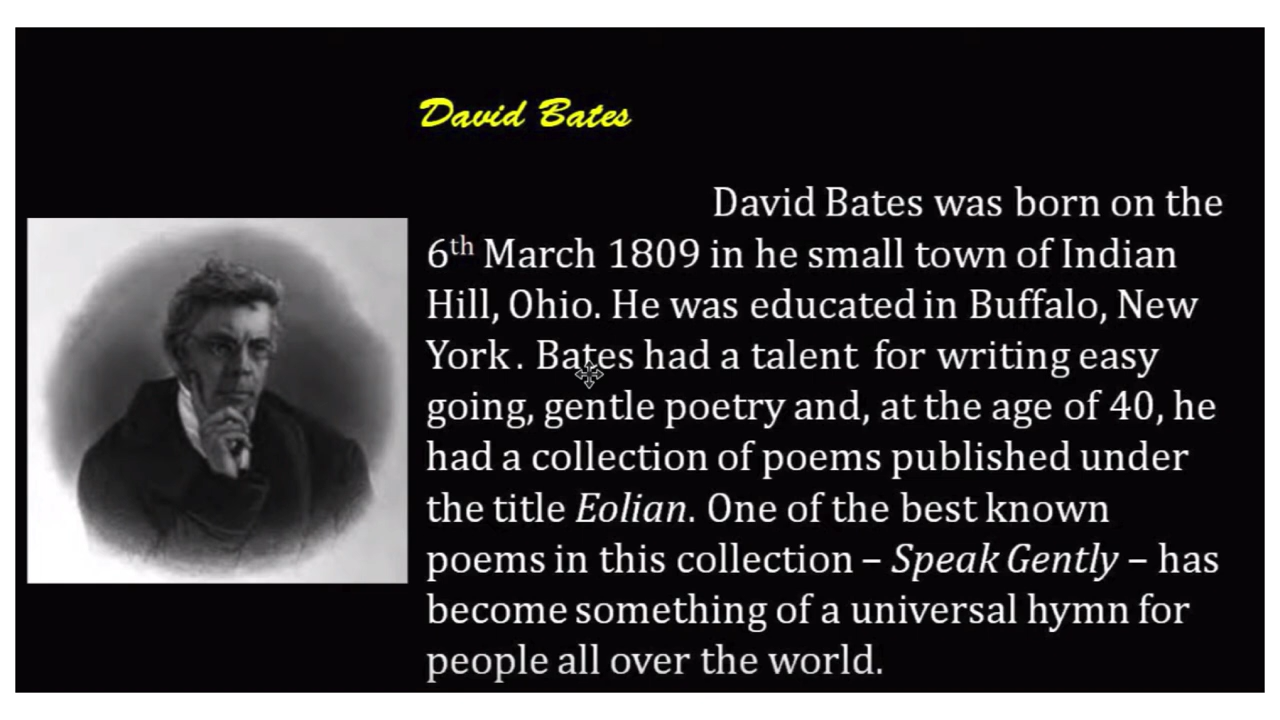 David Bates
David Bates was born on the
6th March 1809 in he small town of Indian
Hill, Ohio. He was educated in Buffalo, New
York . Bates had a talent for writing easy
going, gentle poetry and, at the age of 40, he
had a collection of poems published under
the title Eolian. One of the best known
poems in this collection – Speak Gently – has
become something of a universal hymn for
people all over the world.